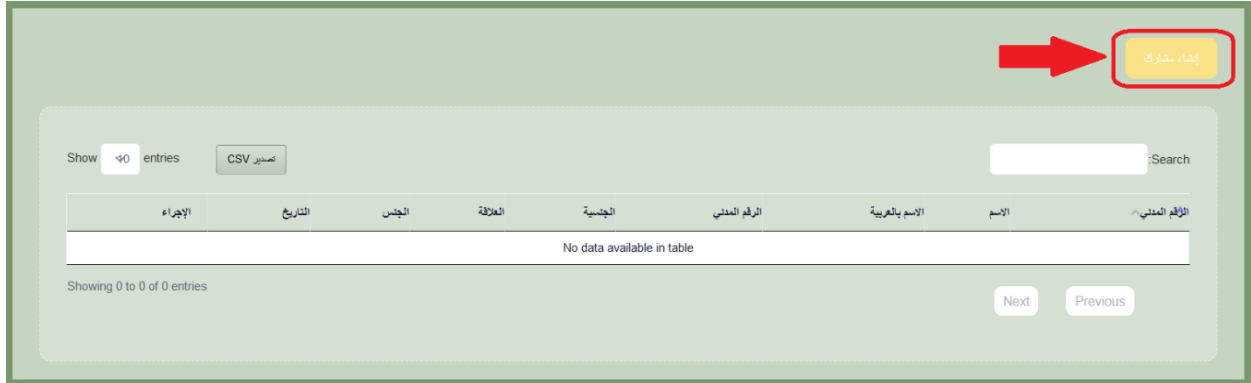 إنشاء مشارك
Search:
تصدير CSV
Show 10 entries
الرقم المدني الاسم الاسم بالعربية الرقم المدني الجنسية العلاقة الجنس التاريخ الإجراء
No data available in table
Showing 0 to 0 of 0 entries
Previous
Next